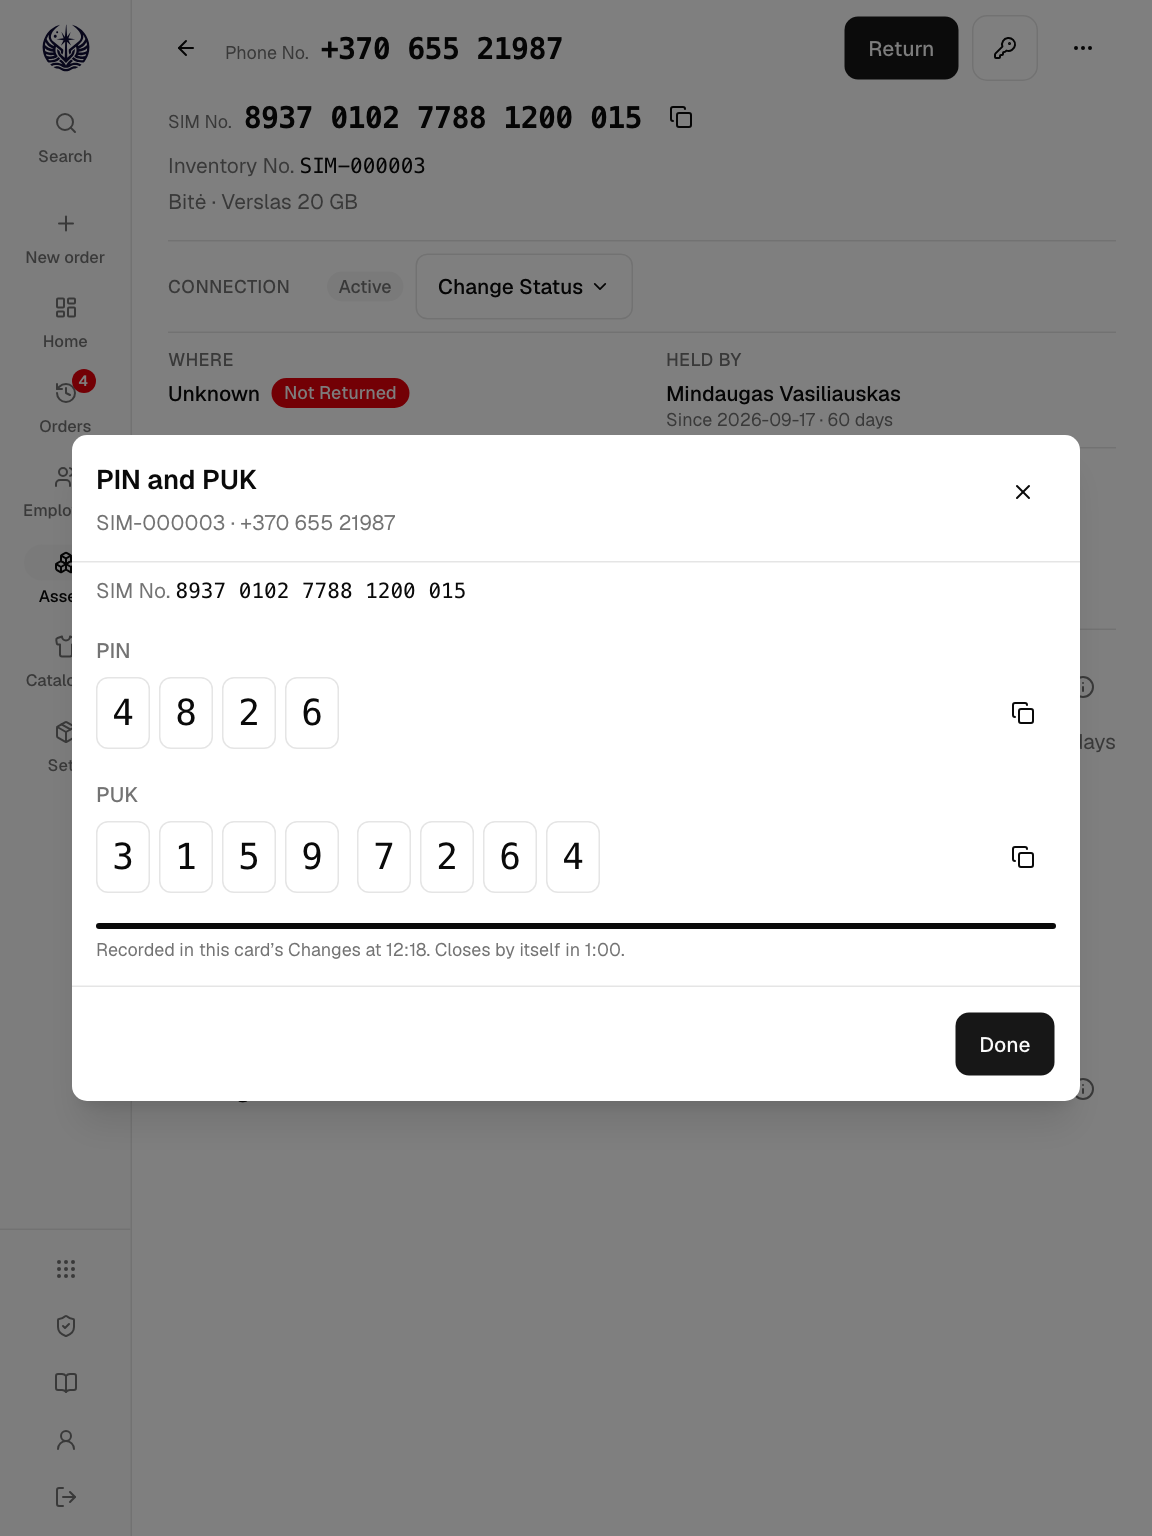 Phone No. +370 655 21987
Return
SIM No. 8937 0102 7788 1200 015
Search
Inventory No. SIM-000003
Bitė · Verslas 20 GB
New order
CONNECTION Active Change Status
Home
WHERE
Unknown Not Returned
HELD BY
Mindaugas Vasiliauskas
Since 2026-09-17 · 60 days
4
Orders
PIN and PUK
SIM-000003 · +370 655 21987
SIM No. 8937 0102 7788 1200 015
PIN
4 8 2 6
PUK
3 1 5 9 7 2 6 4
Recorded in this card’s Changes at 12:18. Closes by itself in 1:00.
Done
days